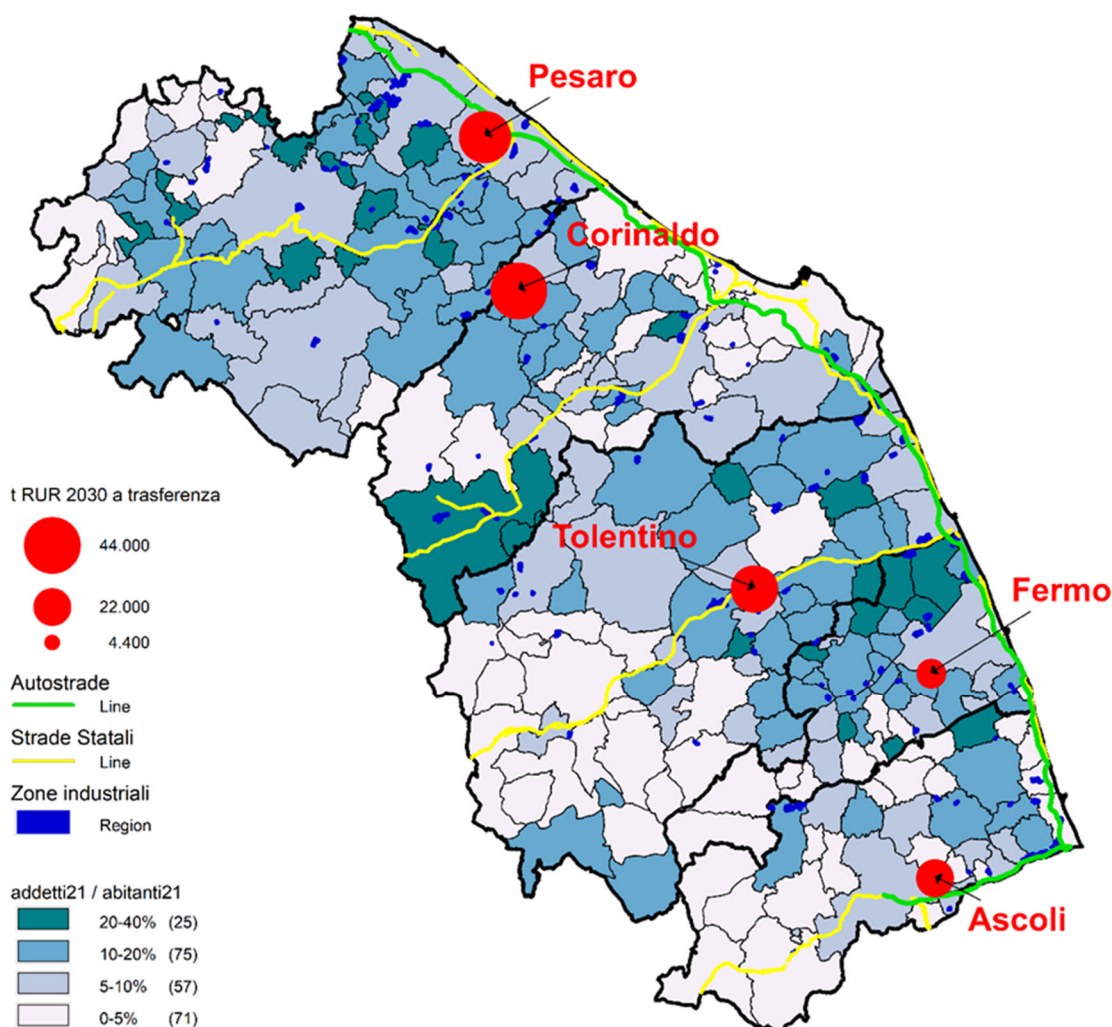 Pesaro
Corinaldo
Tolentino
Fermo
Ascoli
t RUR 2030 a trasferenza
44.000
22.000
4.400
Autostrade
Line
Strade Statali
Line
Zone industriali
Region
addetti21 / abitanti21
20-40% (25)
10-20% (75)
5-10% (57)
0-5% (71)